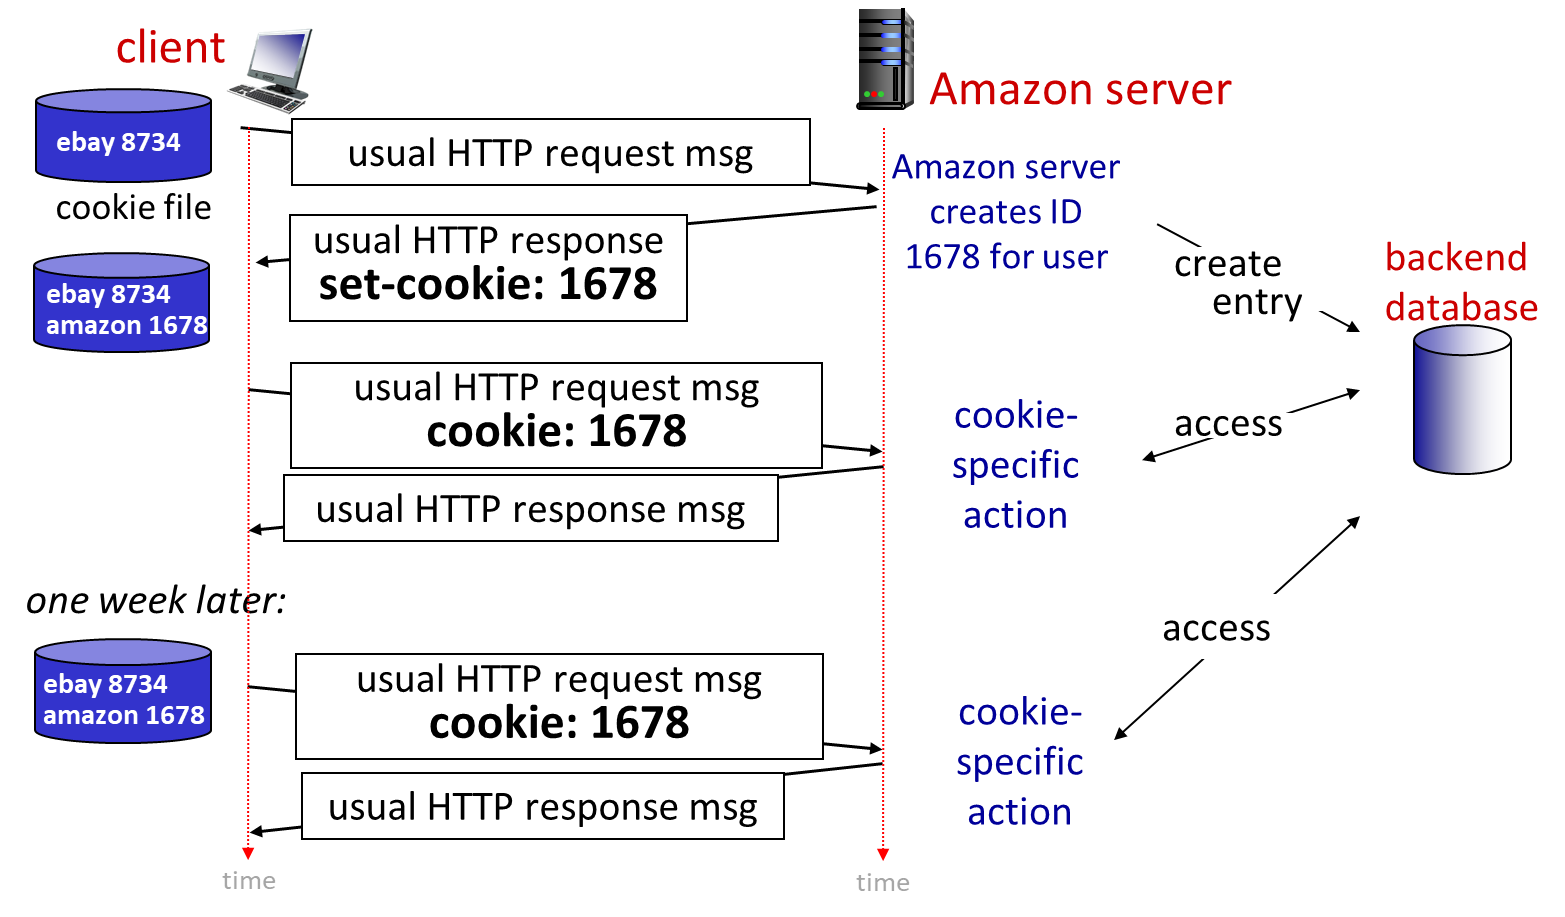 client
Amazon server
ebay 8734
cookie file
usual HTTP request msg
Amazon server
creates ID
1678 for user
usual HTTP response
set-cookie: 1678
create
entry
backend
database
ebay 8734
amazon 1678
usual HTTP request msg
cookie: 1678
cookie-
specific
action
access
usual HTTP response msg
one week later:
access
ebay 8734
amazon 1678
usual HTTP request msg
cookie: 1678
cookie-
specific
action
usual HTTP response msg
time
time